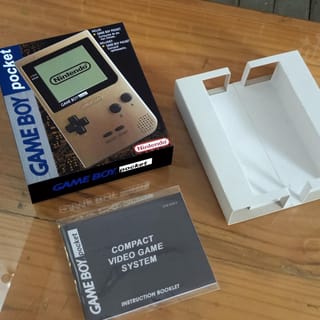 GAME BOY pocket
Nintendo
GAME BOY pocket
GAME BOY pocket
GAME BOY pocket
COMPACT
VIDEO GAME
SYSTEM
INSTRUCTION BOOKLET